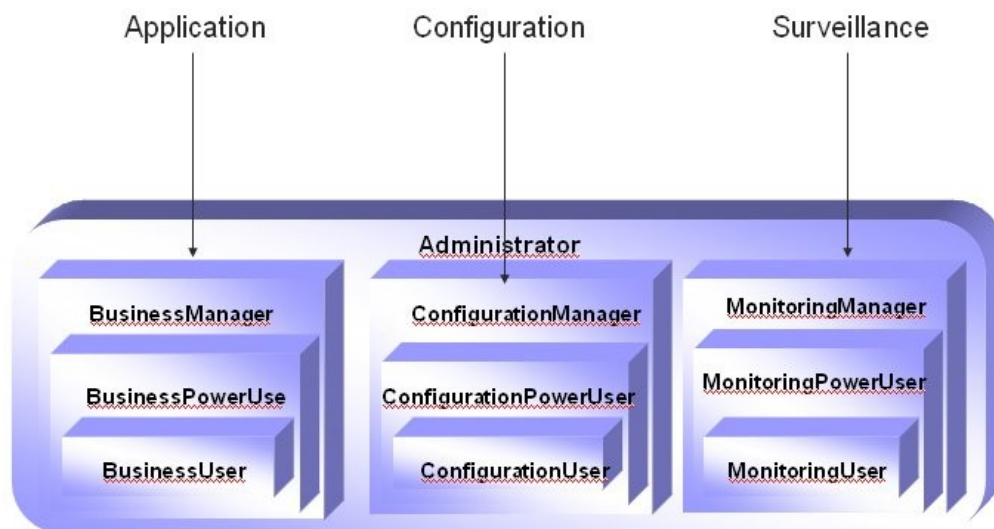 Application
Configuration
Surveillance
Administrator
BusinessManager
ConfigurationManager
MonitoringManager
BusinessPowerUse
ConfigurationPowerUser
MonitoringPowerUser
BusinessUser
ConfigurationUser
MonitoringUser